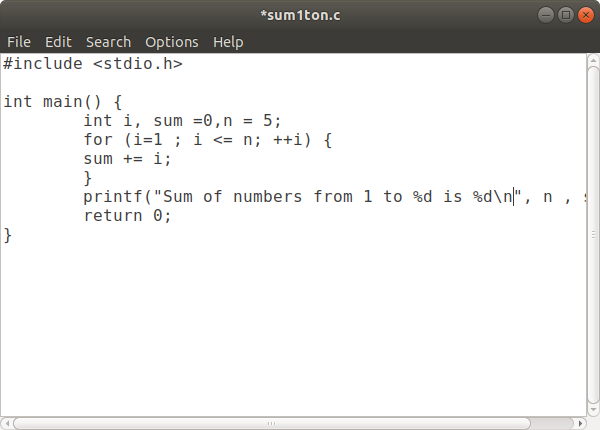 *sum1ton.c
File Edit Search Options Help
#include <stdio.h>
int main() {
        int i, sum =0,n = 5;
        for (i=1 ; i <= n; ++i) {
        sum += i;
        }
        printf("Sum of numbers from 1 to %d is %d\n", n ,
        return 0;
}